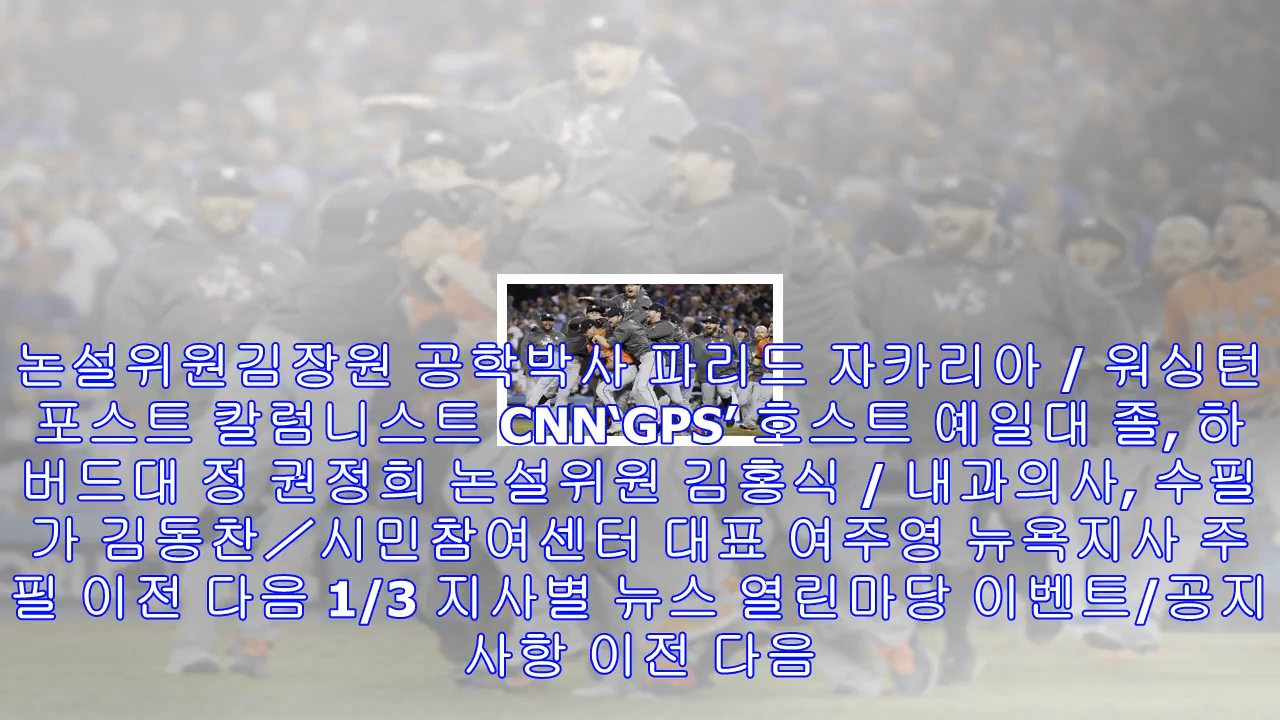 논설위원김장원 공학박사 파리드 자카리아 / 워싱턴
포스트 칼럼니스트 CNN‘GPS’ 호스트 예일대 졸, 하
버드대 정 권정희 논설위원 김홍식 / 내과의사, 수필
가 김동찬／시민참여센터 대표 여주영 뉴욕지사 주
필 이전 다음 1/3 지사별 뉴스 열린마당 이벤트/공지
사항 이전 다음